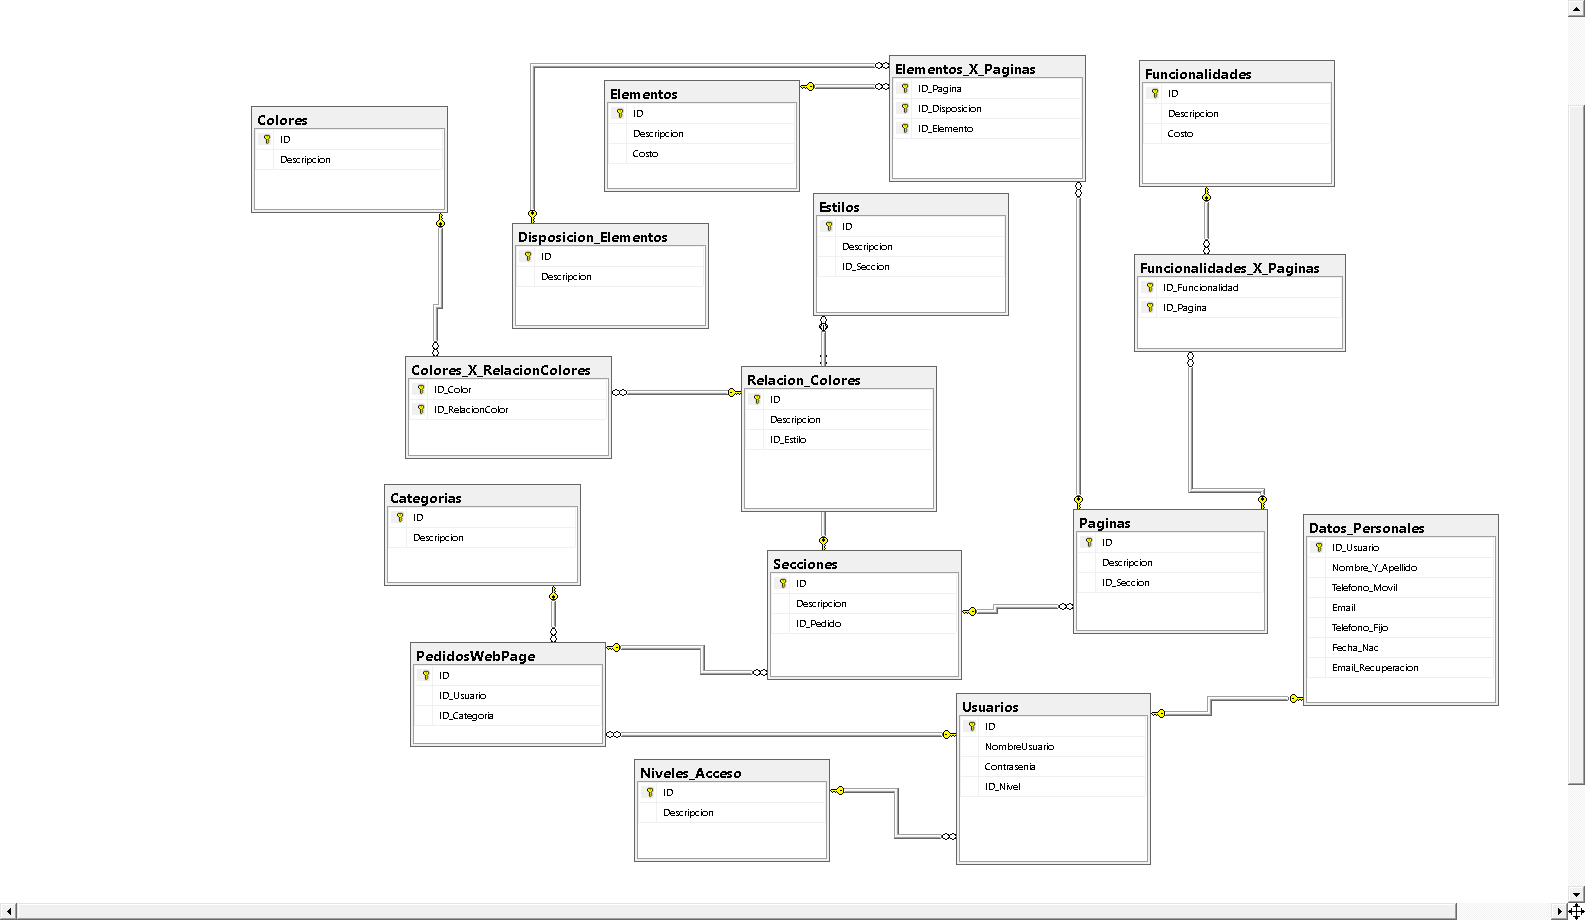 Elementos_X_Paginas
ID_Pagina
ID_Disposicion
ID_Elemento
Funcionalidades
ID
Descripcion
Costo
Elementos
ID
Descripcion
Costo
Colores
ID
Descripcion
Estilos
ID
Descripcion
ID_Seccion
Disposicion_Elementos
ID
Descripcion
Funcionalidades_X_Paginas
ID_Funcionalidad
ID_Pagina
Colores_X_RelacionColores
ID_Color
ID_RelacionColor
Relacion_Colores
ID
Descripcion
ID_Estilo
Categorias
ID
Descripcion
Paginas
ID
Descripcion
ID_Seccion
Datos_Personales
ID_Usuario
Nombre_Y_Apellido
Telefono_Movil
Email
Telefono_Fijo
Fecha_Nac
Email_Recuperacion
Secciones
ID
Descripcion
ID_Pedido
PedidosWebPage
ID
ID_Usuario
ID_Categoria
Usuarios
ID
NombreUsuario
Contrasenia
ID_Nivel
Niveles_Acceso
ID
Descripcion